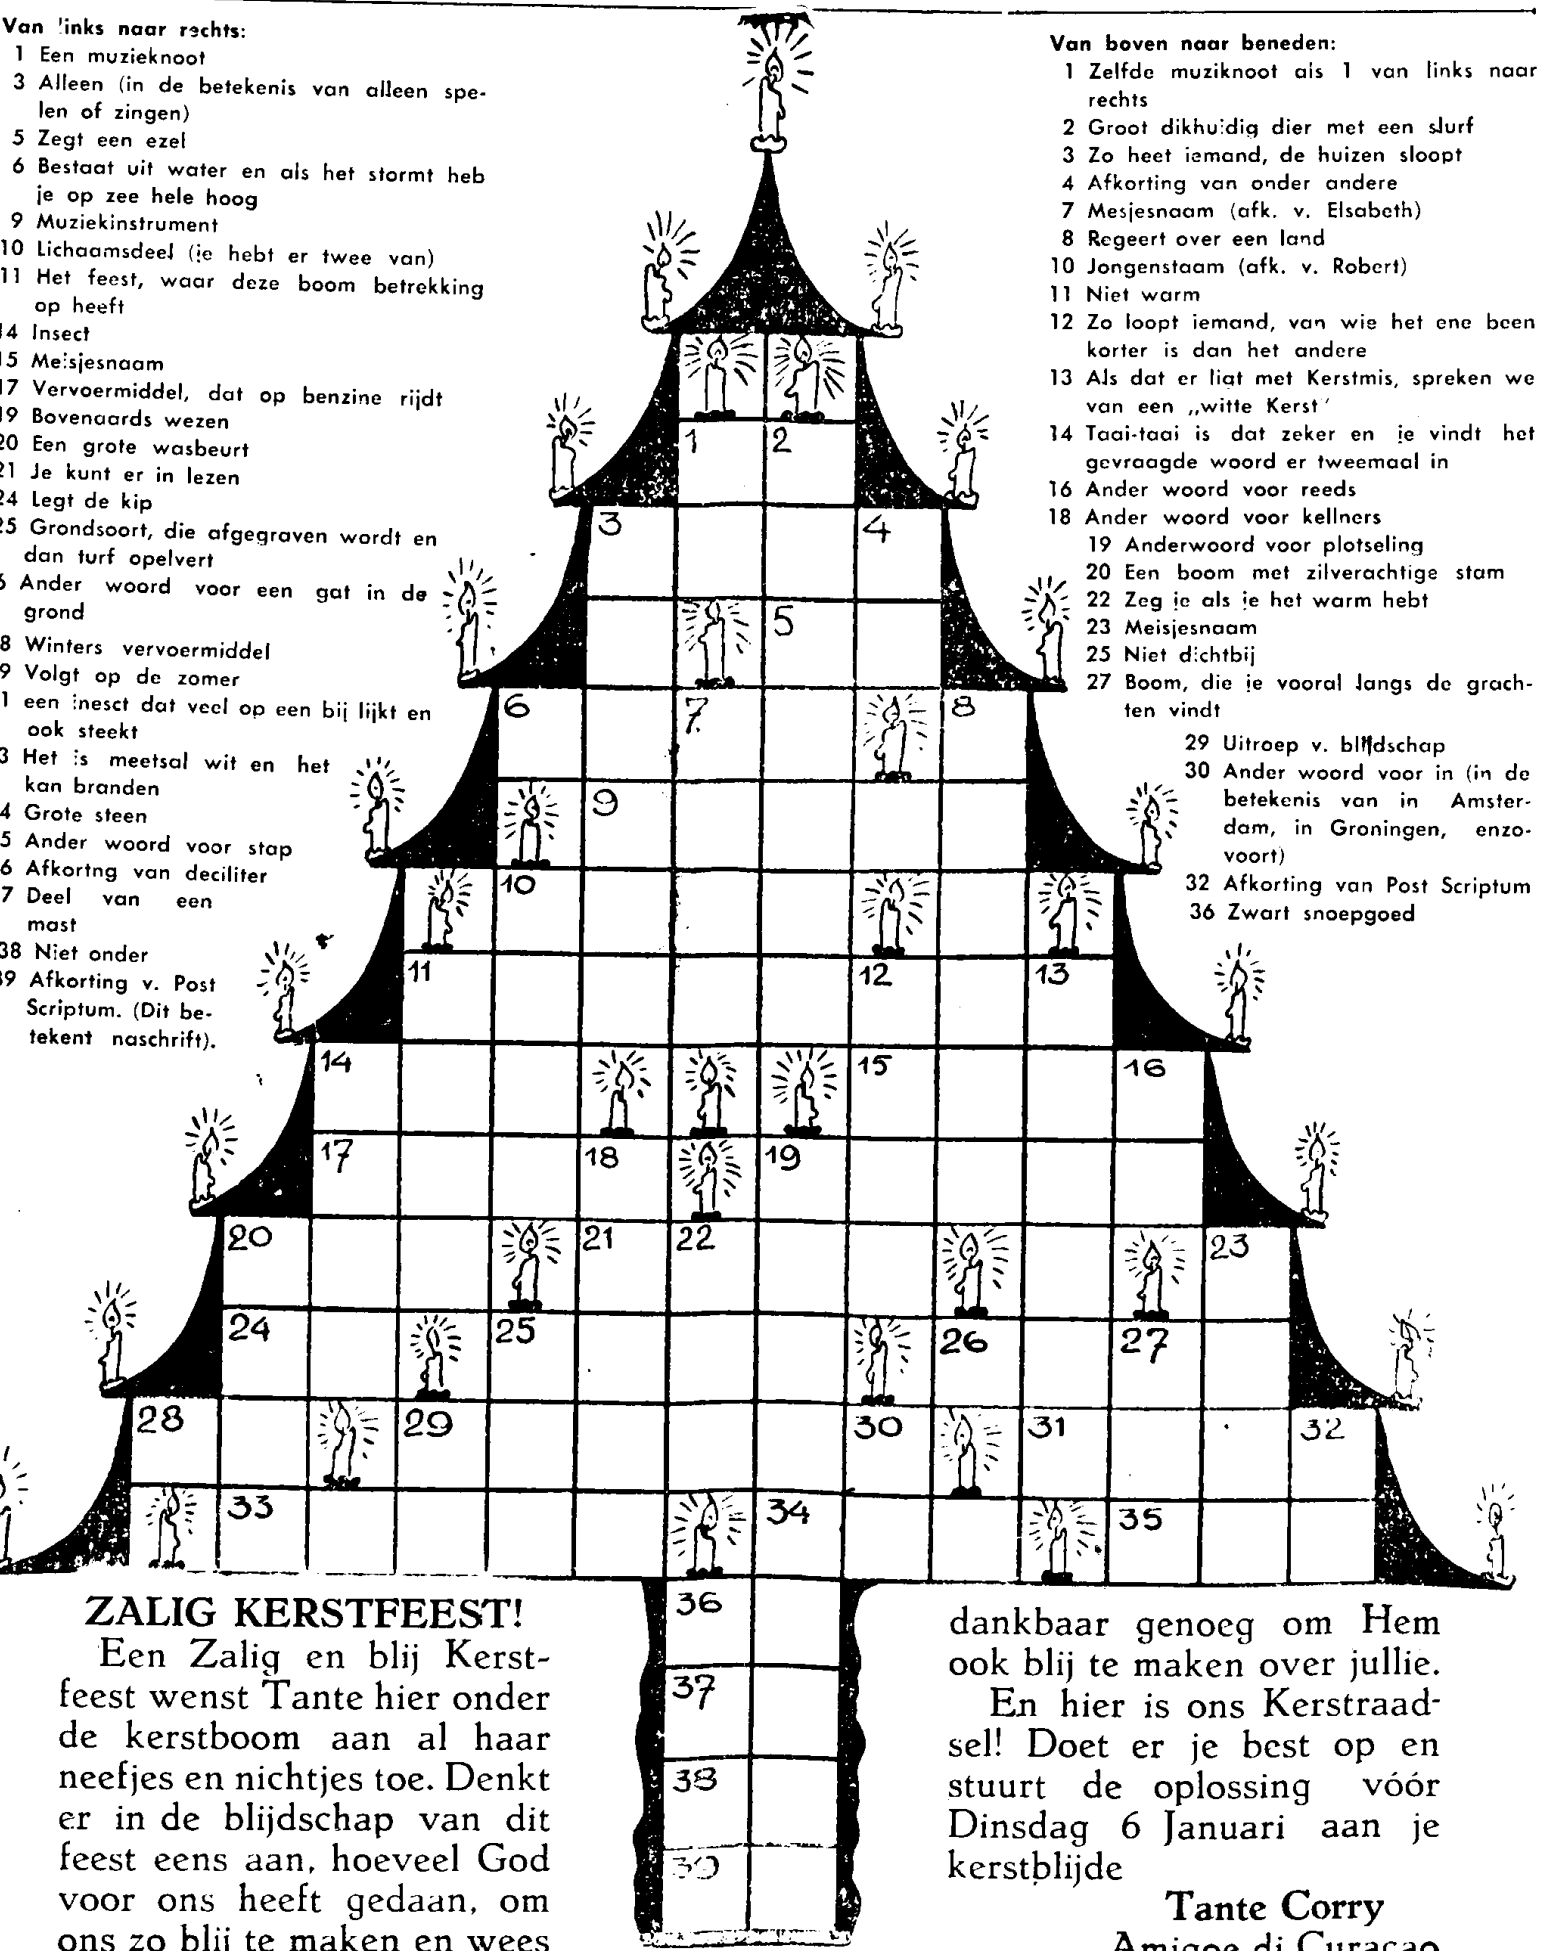 Van links naar rechts:
1 Een muzieknoot
3 Alleen (in de betekenis van alleen spe-
len of zingen)
5 Zegt een ezel
6 Bestaat uit water en als het stormt heb
je op zee hele hoog
9 Muziekinstrument
10 Lichaamsdeel (je hebt er twee van)
11 Het feest, waar deze boom betrekking
op heeft
14 Insect
15 Meisjesnaam
17 Vervoermiddel, dat op benzine rijdt
19 Bovenaards wezen
20 Een grote wasbeurt
21 Je kunt er in lezen
24 Legt de kip
25 Grondsoort, die afgegraven wordt en
dan turf opelvert
6 Ander woord voor een gat in de
grond
8 Winters vervoermiddel
9 Volgt op de zomer
1 een inesct dat veel op een bij lijkt en
ook steekt
3 Het is meetsal wit en het
kan branden
4 Grote steen
5 Ander woord voor stap
6 Afkortng van deciliter
7 Deel van een
mast
38 Niet onder
39 Afkorting v. Post
Scriptum. (Dit be-
tekent naschrift).
Van boven naar beneden:
1 Zelfde muziknoot als 1 van links naar
rechts
2 Groot dikhuidig dier met een slurf
3 Zo heet iemand, de huizen sloopt
4 Afkorting van onder andere
7 Mesjesnaam (afk. v. Elsabeth)
8 Regeert over een land
10 Jongenstaam (afk. v. Robert)
11 Niet warm
12 Zo loopt iemand, van wie het ene been
korter is dan het andere
13 Als dat er ligt met Kerstmis, spreken we
van een „witte Kerst'
14 Taai-taai is dat zeker en je vindt het
gevraagde woord er tweemaal in
16 Ander woord voor reeds
18 Ander woord voor kellners
19 Anderwoord voor plotseling
20 Een boom met zilverachtige stam
22 Zeg je als je het warm hebt
23 Meisjesnaam
25 Niet dichtbij
27 Boom, die je vooral langs de grach-
ten vindt
29 Uitroep v. blijdschap
30 Ander woord voor in (in de
betekenis van in Amster-
dam, in Groningen, enzo-
voort)
32 Afkorting van Post Scriptum
36 Zwart snoepgoed
1 2
3 4
5
6 7 8
9
10
11 12 13
14 15 16
17 18 19
20 21 22 23
24 25 26 27
28 29 30 31 32
33 34 35
36
37
38
39
ZALIG KERSTFEEST!
Een Zalig en blij Kerst-
feest wenst Tante hier onder
de kerstboom aan al haar
neefjes en nichtjes toe. Denkt
er in de blijdschap van dit
feest eens aan, hoeveel God
voor ons heeft gedaan, om
ons zo blij te maken en wees
dankbaar genoeg om Hem
ook blij te maken over jullie.
En hier is ons Kerstraad-
sel! Doet er je best op en
stuurt de oplossing vóór
Dinsdag 6 Januari aan je
kerstblijde
Tante Corry
Amigoe di Curaçao